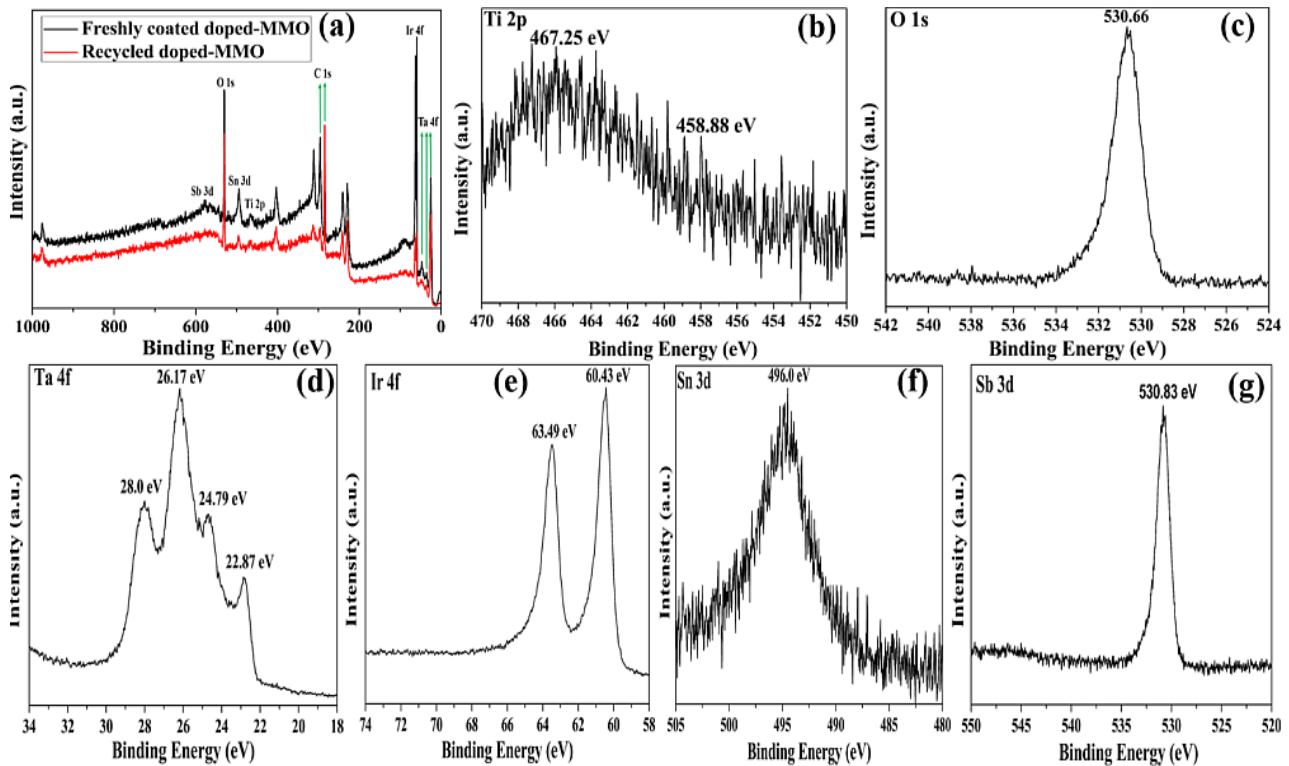 Freshly coated doped-MMO
Recycled doped-MMO
(a)
Ir 4f
O 1s
C 1s
Ta 4f
Sb 3d
Sn 3d
Ti 2p
Intensity (a.u.)
1000 800 600 400 200 0
Binding Energy (eV)
Ti 2p
(b)
467.25 eV
458.88 eV
Intensity (a.u.)
470 468 466 464 462 460 458 456 454 452 450
Binding Energy (eV)
O 1s
530.66
(c)
Intensity (a.u.)
542 540 538 536 534 532 530 528 526 524
Binding Energy (eV)
Ta 4f
26.17 eV
(d)
28.0 eV
24.79 eV
22.87 eV
Intensity (a.u.)
34 32 30 28 26 24 22 20 18
Binding Energy (eV)
Ir 4f
60.43 eV
(e)
63.49 eV
Intensity (a.u.)
74 72 70 68 66 64 62 60 58
Binding Energy (eV)
Sn 3d
496.0 eV
(f)
Intensity (a.u.)
505 500 495 490 485 480
Binding Energy (eV)
Sb 3d
530.83 eV
(g)
Intensity (a.u.)
550 545 540 535 530 525 520
Binding Energy (eV)